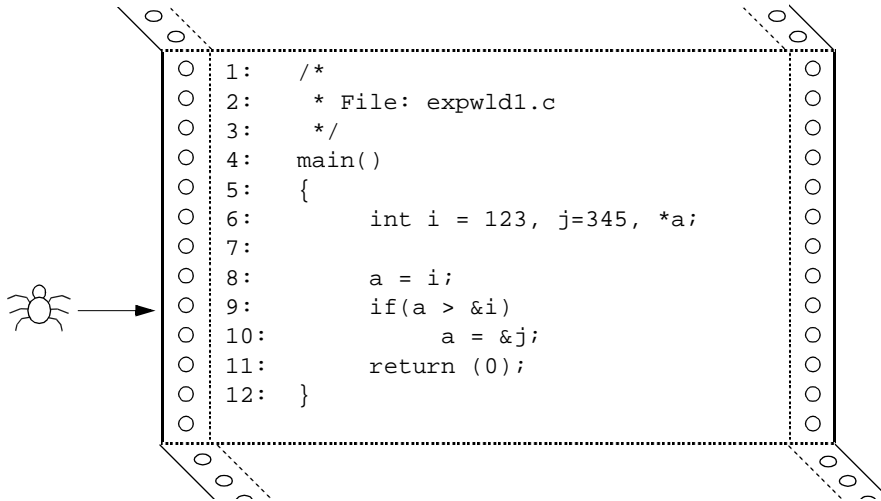 1:   /*
2:    * File: expwld1.c
3:    */
4:   main()
5:   {
6:        int i = 123, j=345, *a;
7:
8:        a = i;
9:        if(a > &i)
10:            a = &j;
11:       return (0);
12:  }